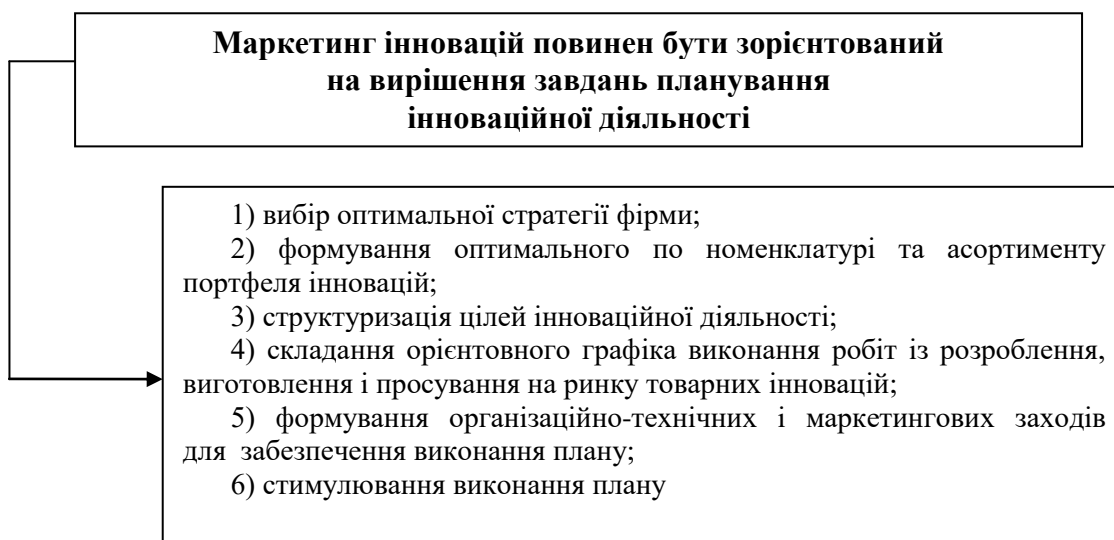 Маркетинг інновацій повинен бути зорієнтований
на вирішення завдань планування
інноваційної діяльності
1) вибір оптимальної стратегії фірми;
2) формування оптимального по номенклатурі та асортименту
портфеля інновацій;
3) структуризація цілей інноваційної діяльності;
4) складання орієнтовного графіка виконання робіт із розроблення,
виготовлення і просування на ринку товарних інновацій;
5) формування організаційно-технічних і маркетингових заходів
для забезпечення виконання плану;
6) стимулювання виконання плану